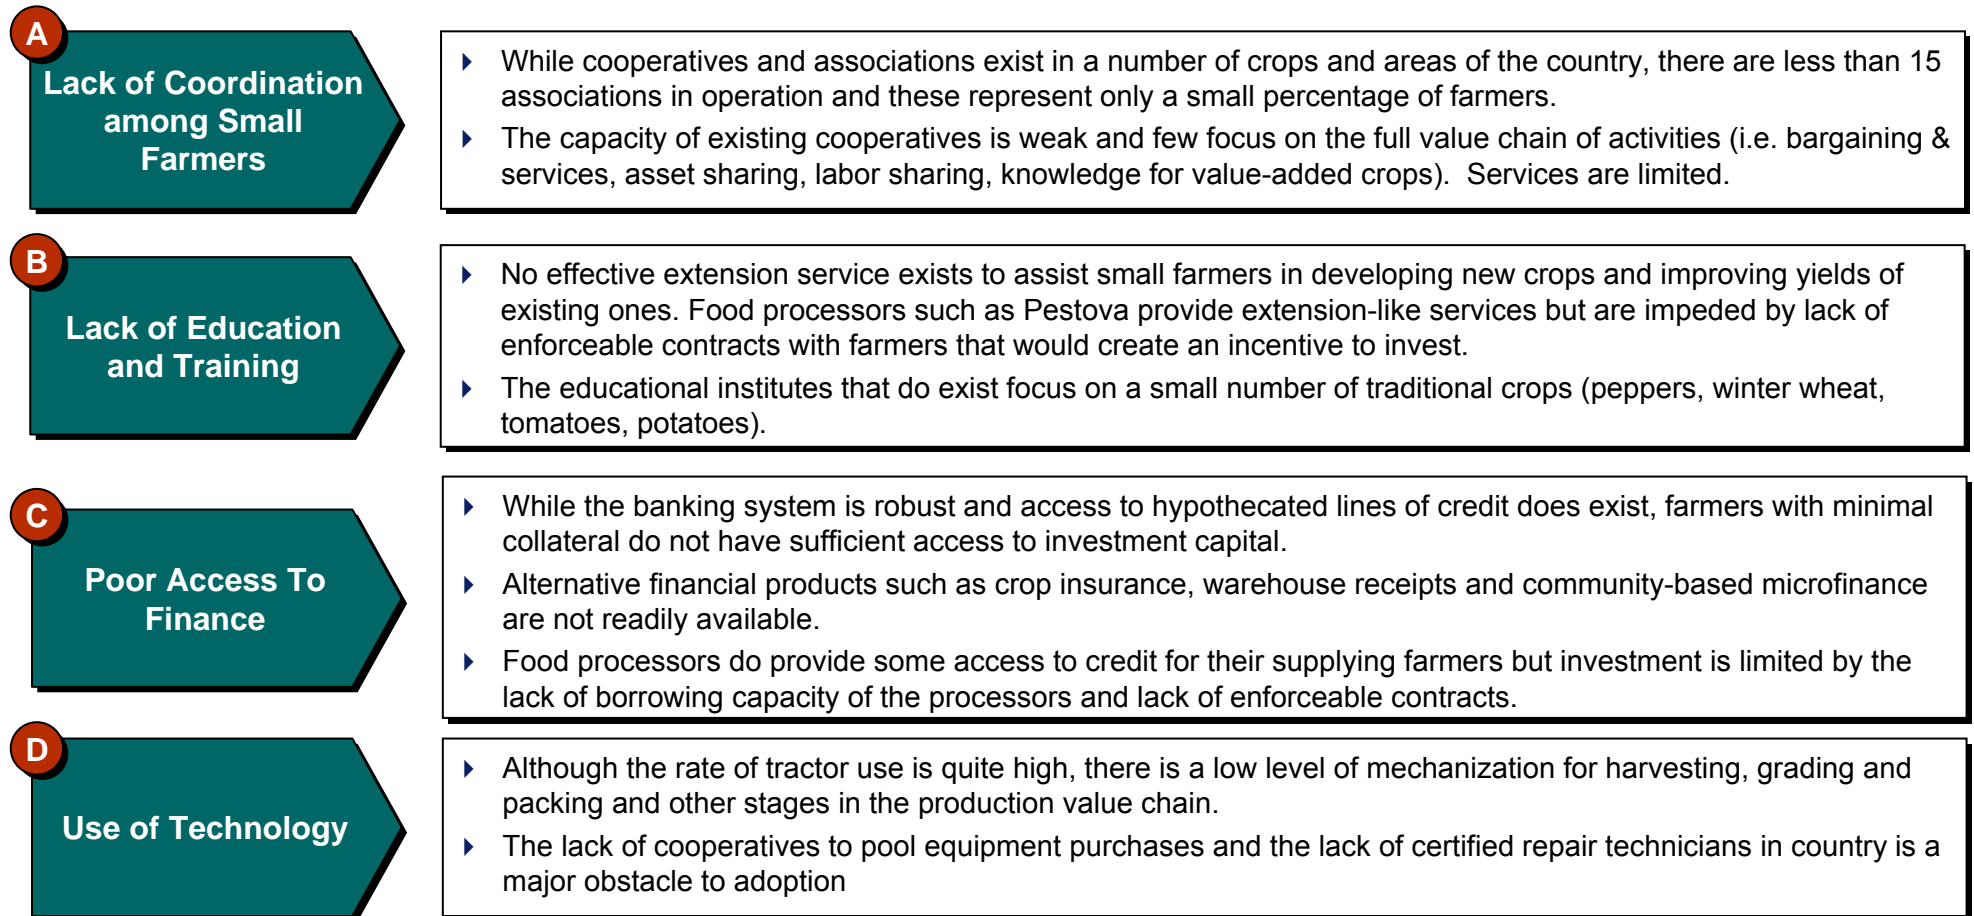 A
Lack of Coordination
among Small
Farmers
While cooperatives and associations exist in a number of crops and areas of the country, there are less than 15
associations in operation and these represent only a small percentage of farmers.
The capacity of existing cooperatives is weak and few focus on the full value chain of activities (i.e. bargaining &
services, asset sharing, labor sharing, knowledge for value-added crops).  Services are limited.
B
Lack of Education
and Training
No effective extension service exists to assist small farmers in developing new crops and improving yields of
existing ones. Food processors such as Pestova provide extension-like services but are impeded by lack of
enforceable contracts with farmers that would create an incentive to invest.
The educational institutes that do exist focus on a small number of traditional crops (peppers, winter wheat,
tomatoes, potatoes).
C
Poor Access To
Finance
While the banking system is robust and access to hypothecated lines of credit does exist, farmers with minimal
collateral do not have sufficient access to investment capital.
Alternative financial products such as crop insurance, warehouse receipts and community-based microfinance
are not readily available.
Food processors do provide some access to credit for their supplying farmers but investment is limited by the
lack of borrowing capacity of the processors and lack of enforceable contracts.
D
Use of Technology
Although the rate of tractor use is quite high, there is a low level of mechanization for harvesting, grading and
packing and other stages in the production value chain.
The lack of cooperatives to pool equipment purchases and the lack of certified repair technicians in country is a
major obstacle to adoption